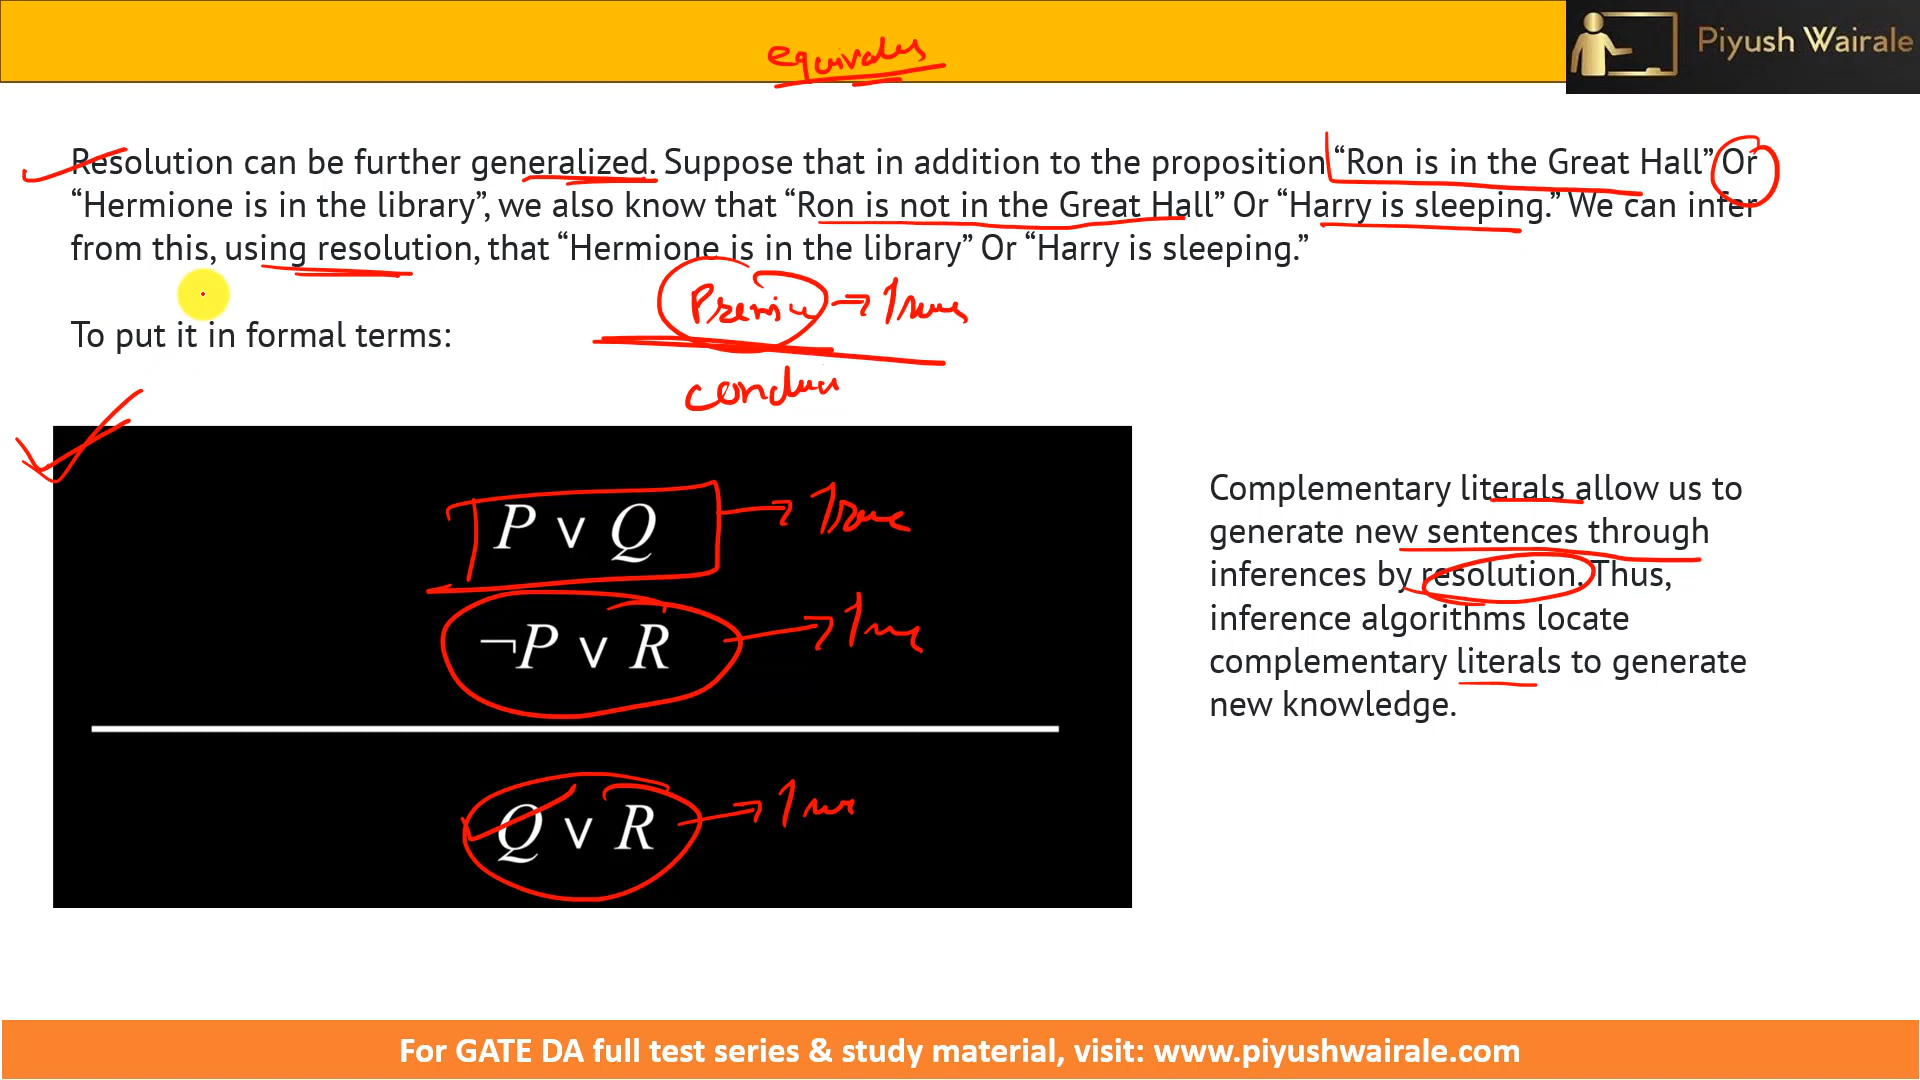 Piyush Wairale
Resolution can be further generalized. Suppose that in addition to the proposition “Ron is in the Great Hall” Or
“Hermione is in the library”, we also know that “Ron is not in the Great Hall” Or “Harry is sleeping.” We can infer
from this, using resolution, that “Hermione is in the library” Or “Harry is sleeping.”
→ True
To put it in formal terms:
P ∨ Q → True
¬P ∨ R → True
Q ∨ R → True
Complementary literals allow us to
generate new sentences through
inferences by resolution. Thus,
inference algorithms locate
complementary literals to generate
new knowledge.
For GATE DA full test series & study material, visit: www.piyushwairale.com